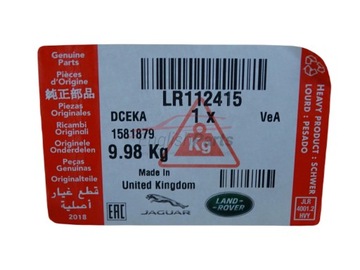 Genuine
Parts
Pièces
d'Origine
純正部品
Piezas
Originales
Ricambi
Originali
Originele
Onderdelen
Peças
Genuínas
Originalteile
قطع غيار
أصلية
2018
LR112415
DCEKA
1 x
VeA
1581879
9.98 Kg
Kg
Made In
United Kingdom
EAC
JAGUAR
LAND-
ROVER
HEAVY PRODUCT : SCHWER
LOURD : PESADO
JLR
4001.3
HVY